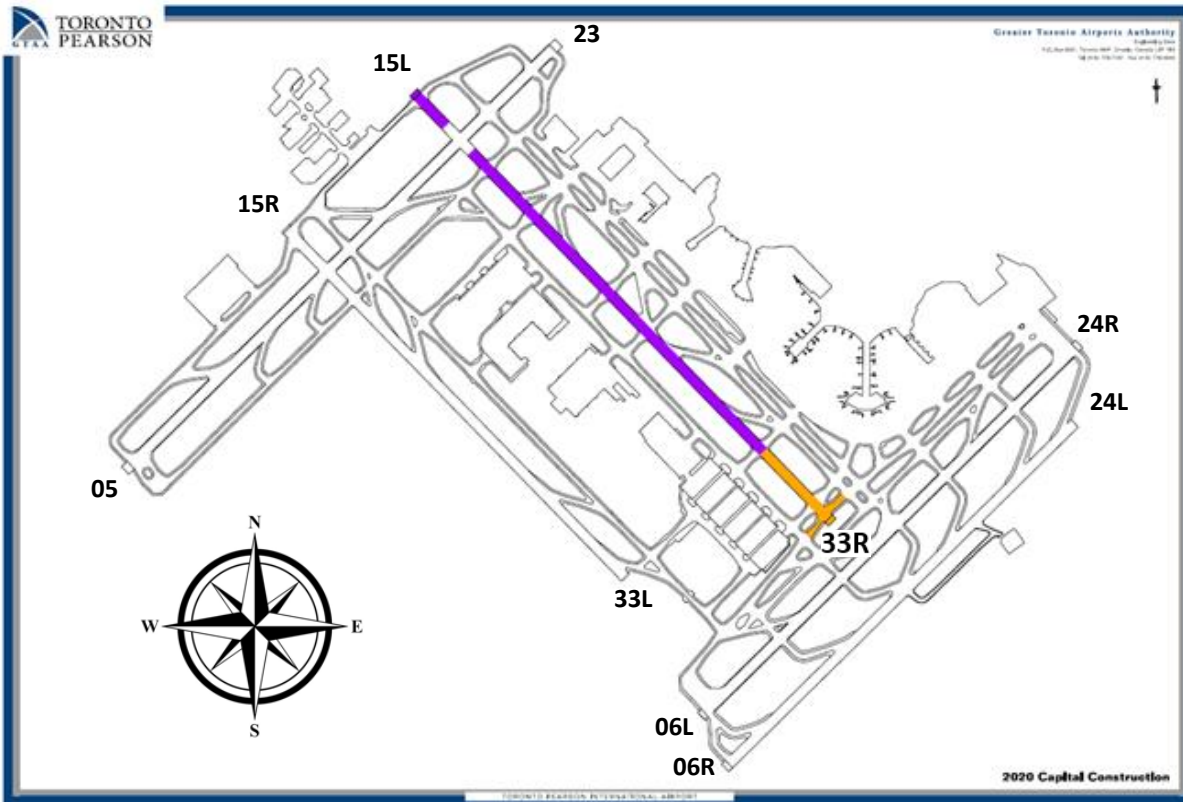 TORONTO
PEARSON
GTAA
Greater Toronto Airports Authority
23
15L
15R
24R
24L
05
33R
33L
N
W
E
S
06L
06R
2020 Capital Construction
TORONTO PEARSON INTERNATIONAL AIRPORT